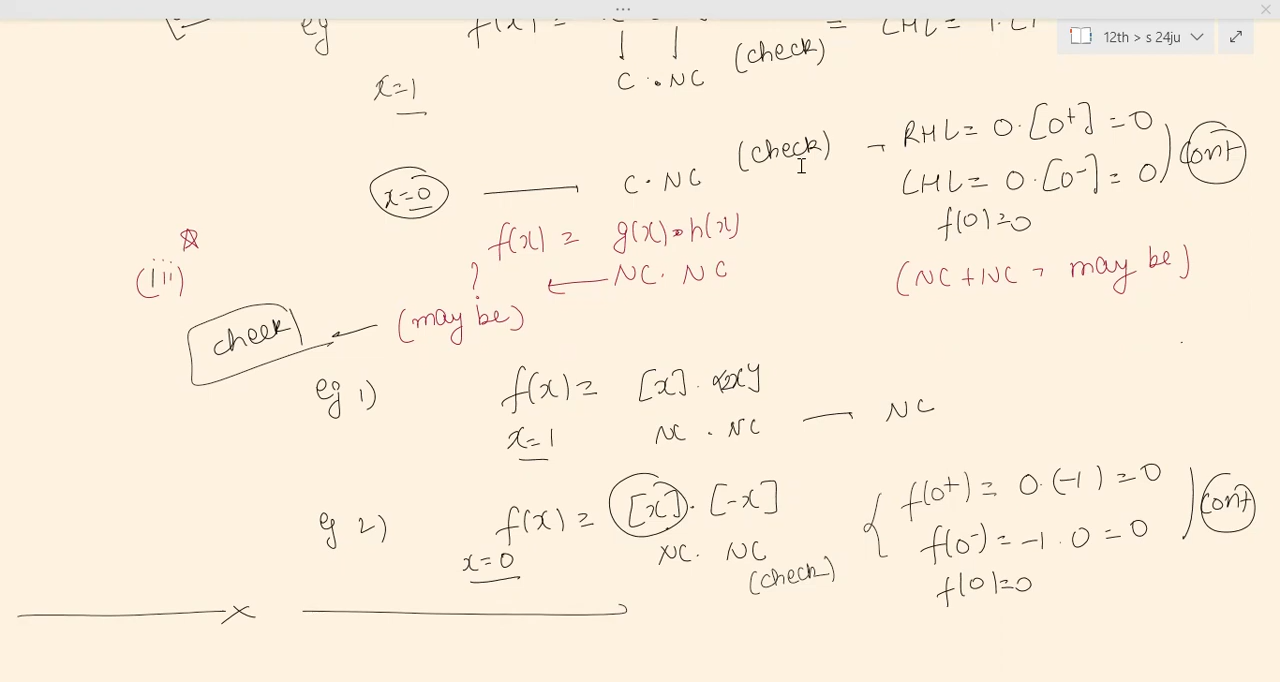 eg f(x) =
= LHL =
12th > s 24ju
C . NC (check)
x=1
x=0 C · NC (check) → RHL = 0·[0⁺] = 0
LHL = 0·[0⁻] = 0 cont
f(0)=0
(iii) f(x) = g(x)·h(x)
? NC · NC (NC + NC → may be)
check (may be)
eg 1) f(x) = [x] ·
x=1 NC · NC — NC
eg 2) f(x) = [x]·[-x] f(0⁺) = 0·(-1) = 0
x=0 NC · NC f(0⁻) = -1 · 0 = 0 cont
(check) f(0)=0